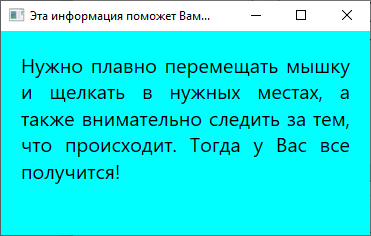 Эта информация поможет Вам...
Нужно плавно перемещать мышку
и щелкать в нужных местах, а
также внимательно следить за тем,
что происходит. Тогда у Вас все
получится!